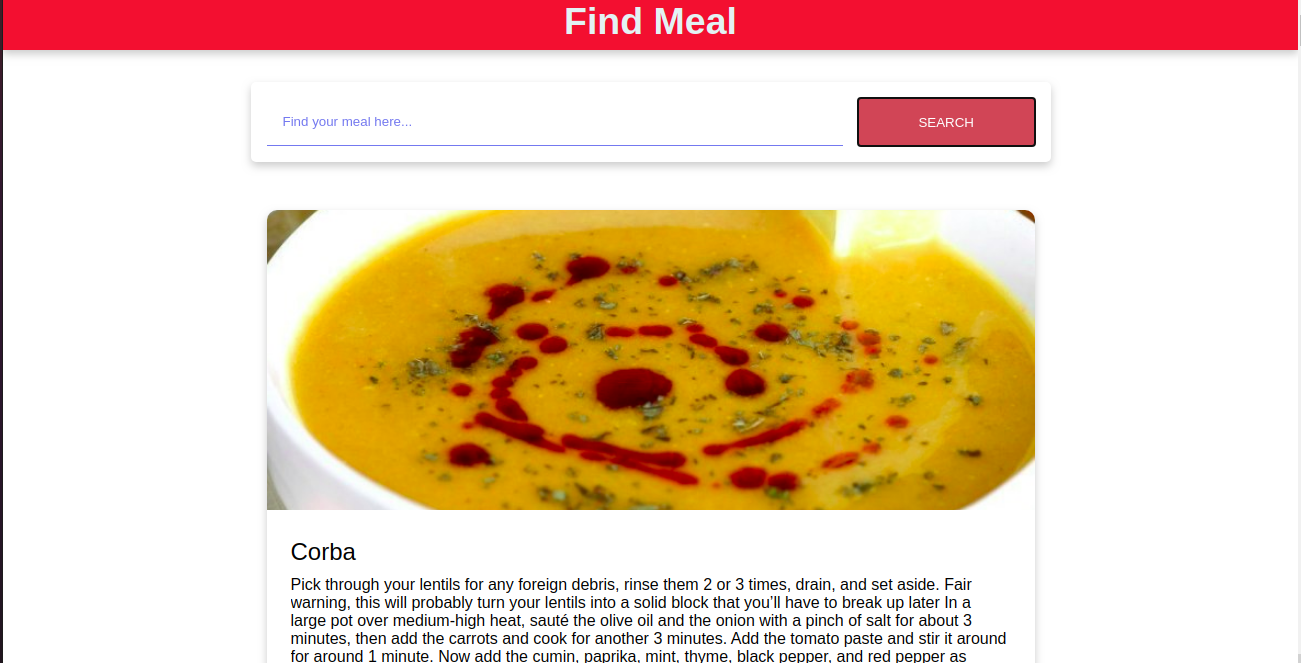 Find Meal
Find your meal here...
SEARCH
Corba
Pick through your lentils for any foreign debris, rinse them 2 or 3 times, drain, and set aside. Fair
warning, this will probably turn your lentils into a solid block that you’ll have to break up later In a
large pot over medium-high heat, sauté the olive oil and the onion with a pinch of salt for about 3
minutes, then add the carrots and cook for another 3 minutes. Add the tomato paste and stir it around
for around 1 minute. Now add the cumin, paprika, mint, thyme, black pepper, and red pepper as